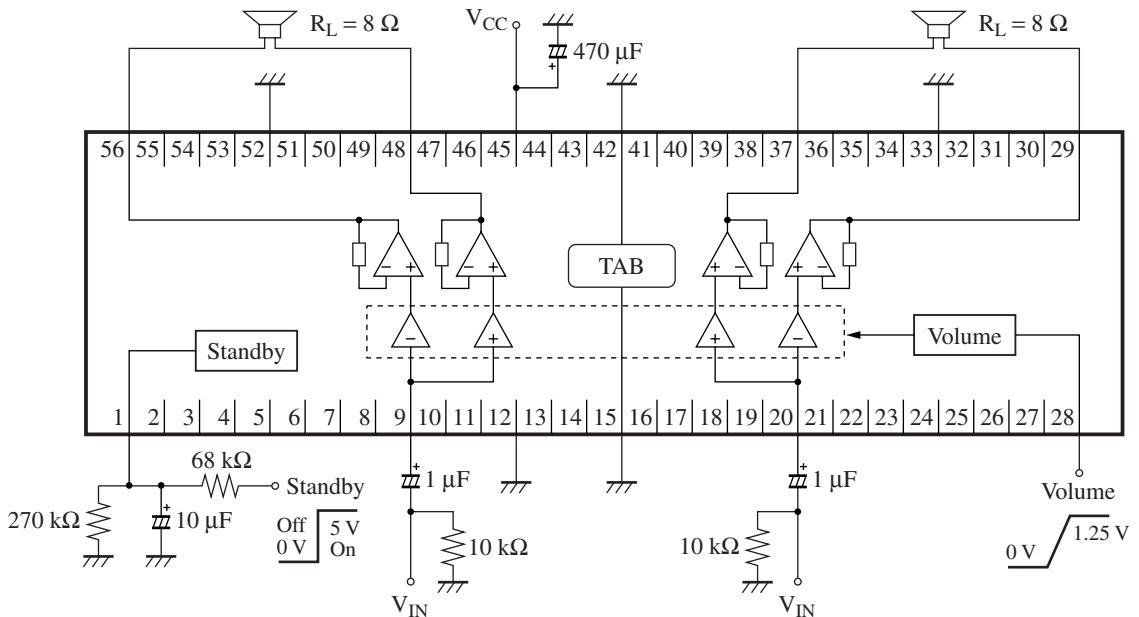 R_L = 8 Ω
V_CC
470 μF
+
R_L = 8 Ω
56 55 54 53 52 51 50 49 48 47 46 45 44 43 42 41 40 39 38 37 36 35 34 33 32 31 30 29
− + − + + − + −
TAB
Standby
− + + −
Volume
1 2 3 4 5 6 7 8 9 10 11 12 13 14 15 16 17 18 19 20 21 22 23 24 25 26 27 28
68 kΩ
Standby
270 kΩ
+
10 μF
Off
0 V
5 V
On
+
1 μF
10 kΩ
V_IN
+
1 μF
10 kΩ
V_IN
Volume
0 V
1.25 V